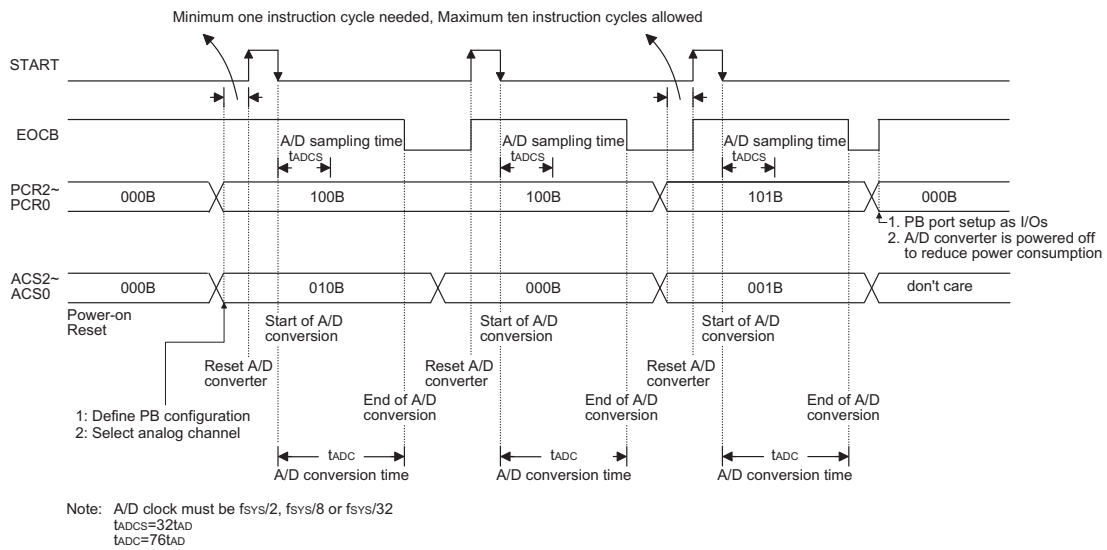 Minimum one instruction cycle needed, Maximum ten instruction cycles allowed
START
EOCB
A/D sampling time
tADCS
A/D sampling time
tADCS
A/D sampling time
tADCS
PCR2~
PCR0
000B
100B
100B
101B
000B
1. PB port setup as I/Os
2. A/D converter is powered off
to reduce power consumption
ACS2~
ACS0
000B
010B
000B
001B
don't care
Power-on
Reset
Start of A/D
conversion
Start of A/D
conversion
Start of A/D
conversion
Reset A/D
converter
Reset A/D
converter
Reset A/D
converter
End of A/D
conversion
End of A/D
conversion
End of A/D
conversion
1: Define PB configuration
2: Select analog channel
tADC
A/D conversion time
tADC
A/D conversion time
tADC
A/D conversion time
Note: A/D clock must be fSYS/2, fSYS/8 or fSYS/32
tADCS=32tAD
tADC=76tAD